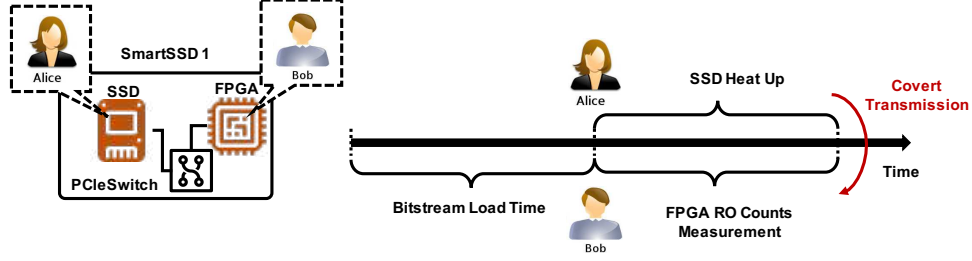 SmartSSD 1
Alice
Bob
SSD
FPGA
PCIeSwitch
Alice
SSD Heat Up
Covert
Transmission
Time
Bitstream Load Time
Bob
FPGA RO Counts
Measurement